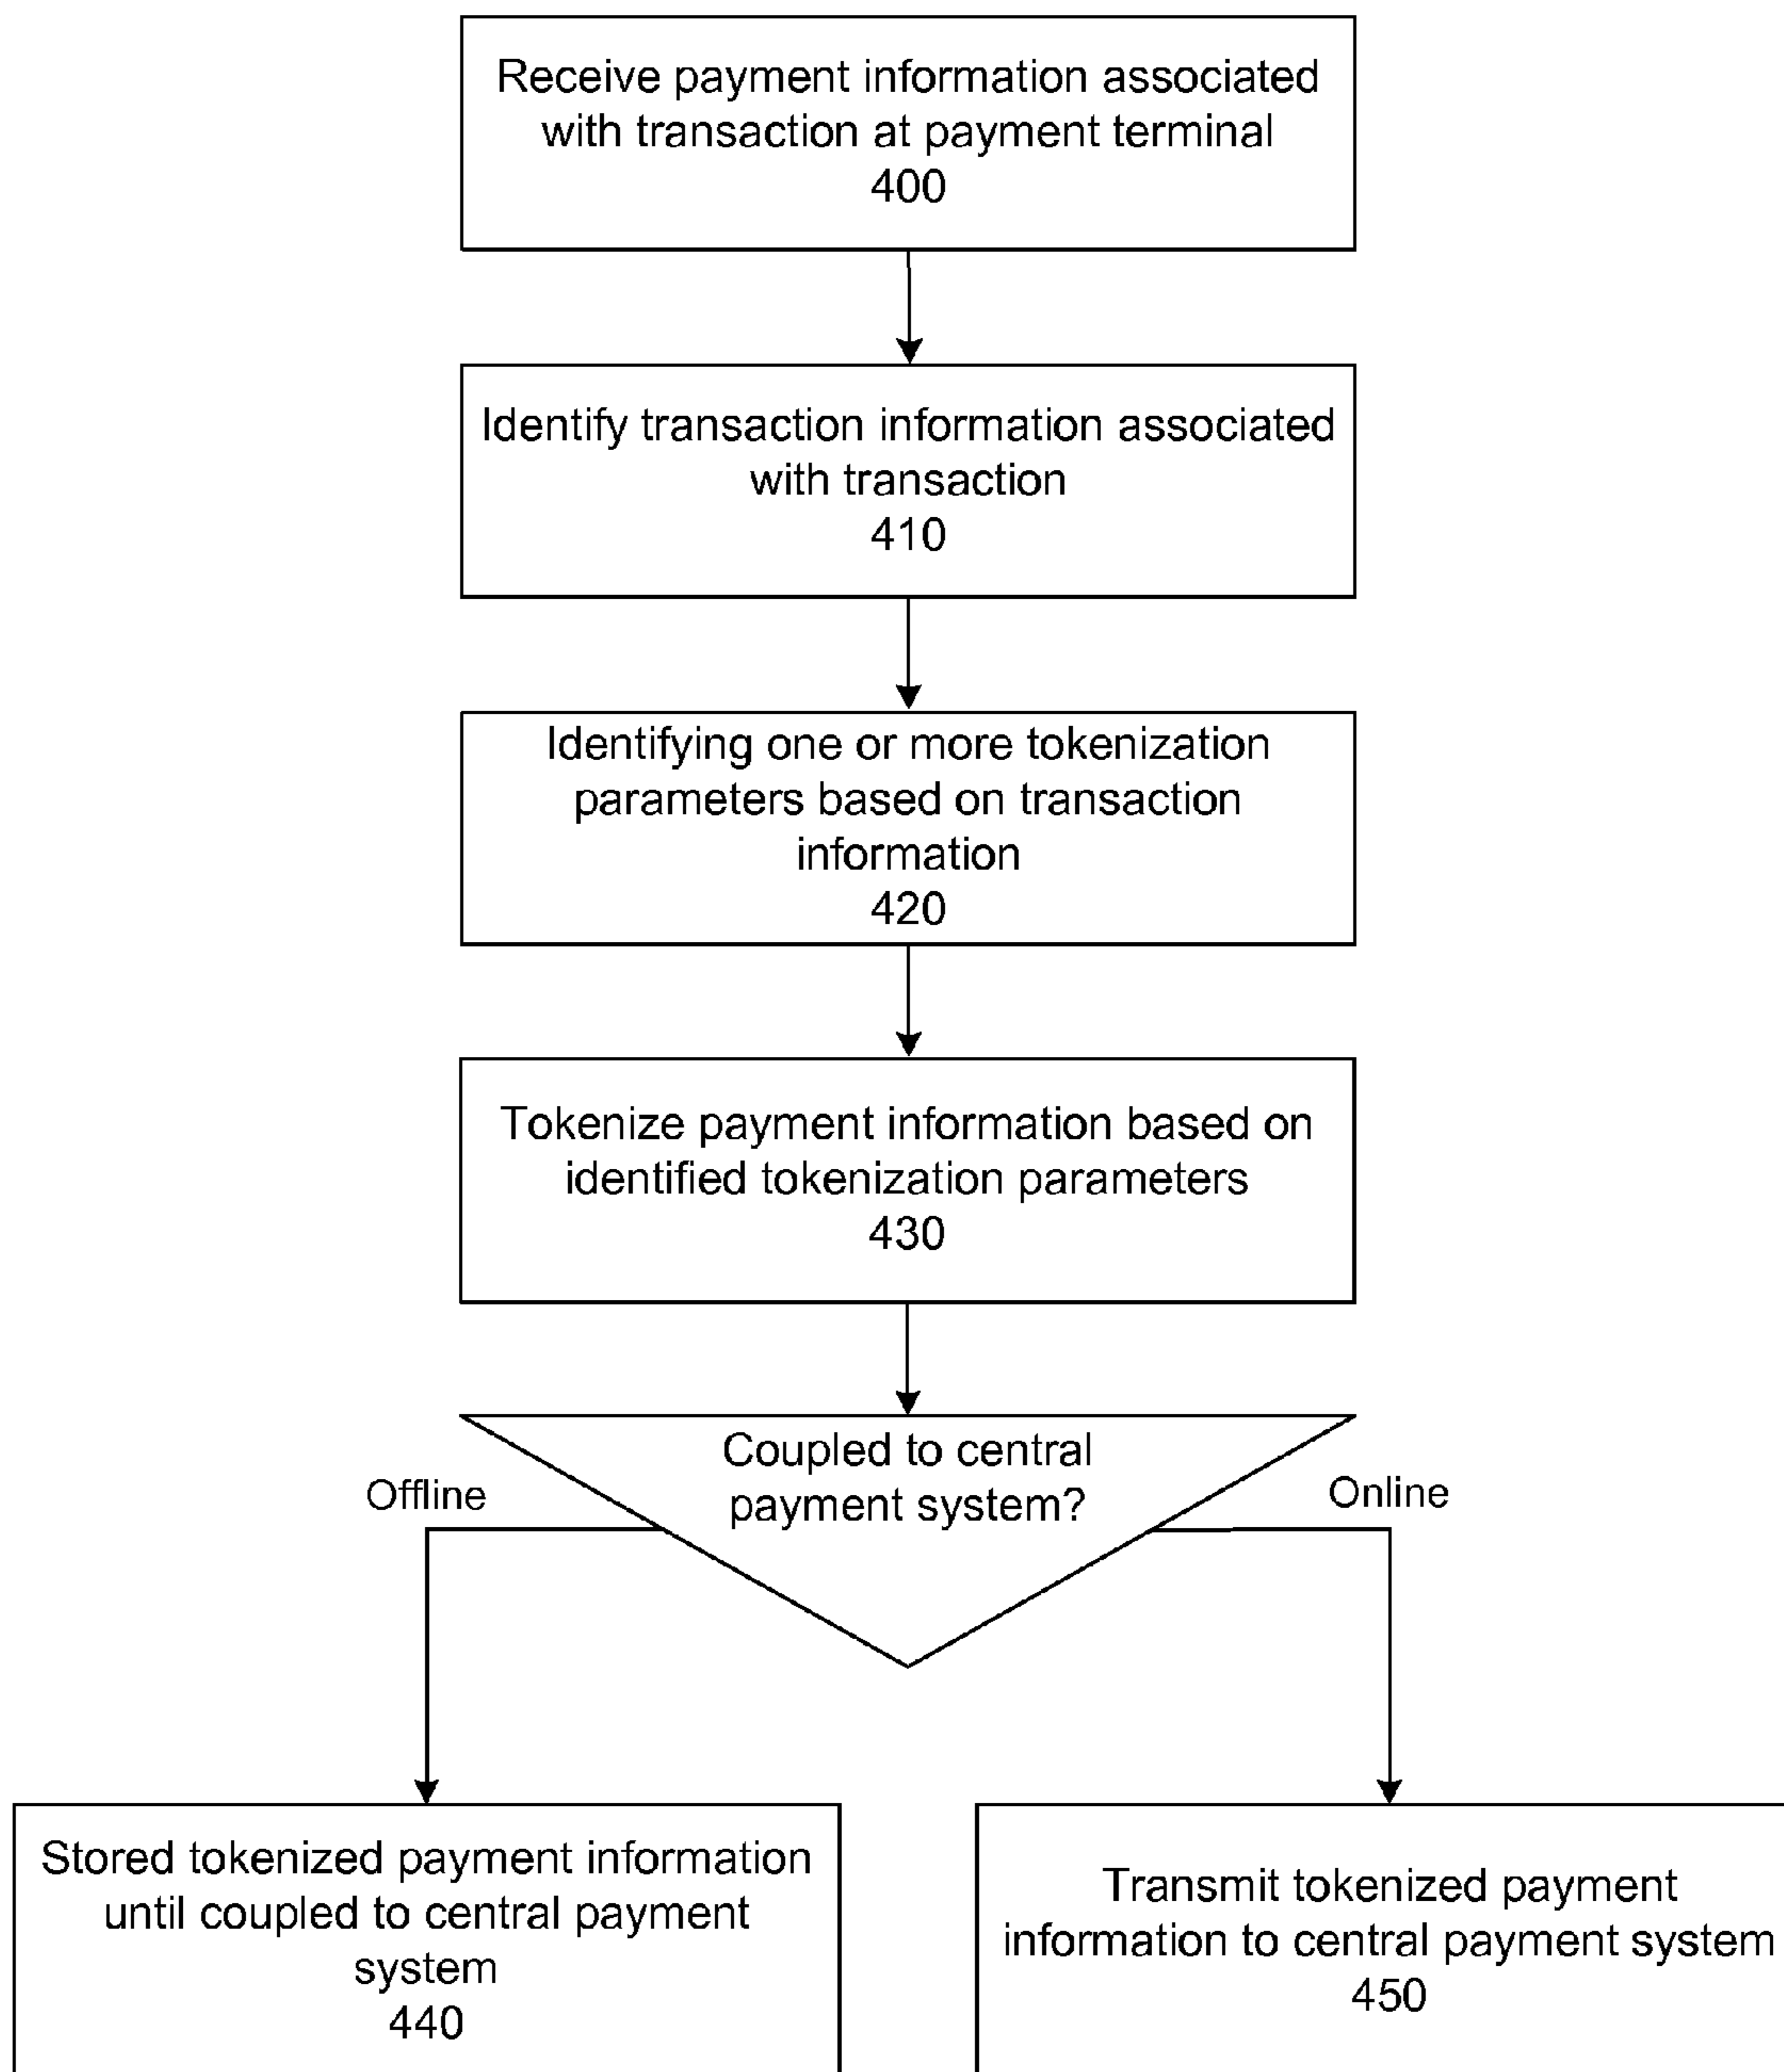 Receive payment information associated
with transaction at payment terminal
400
Identify transaction information associated
with transaction
410
Identifying one or more tokenization
parameters based on transaction
information
420
Tokenize payment information based on
identified tokenization parameters
430
Coupled to central
payment system?
Offline
Online
Stored tokenized payment information
until coupled to central payment
system
440
Transmit tokenized payment
information to central payment system
450